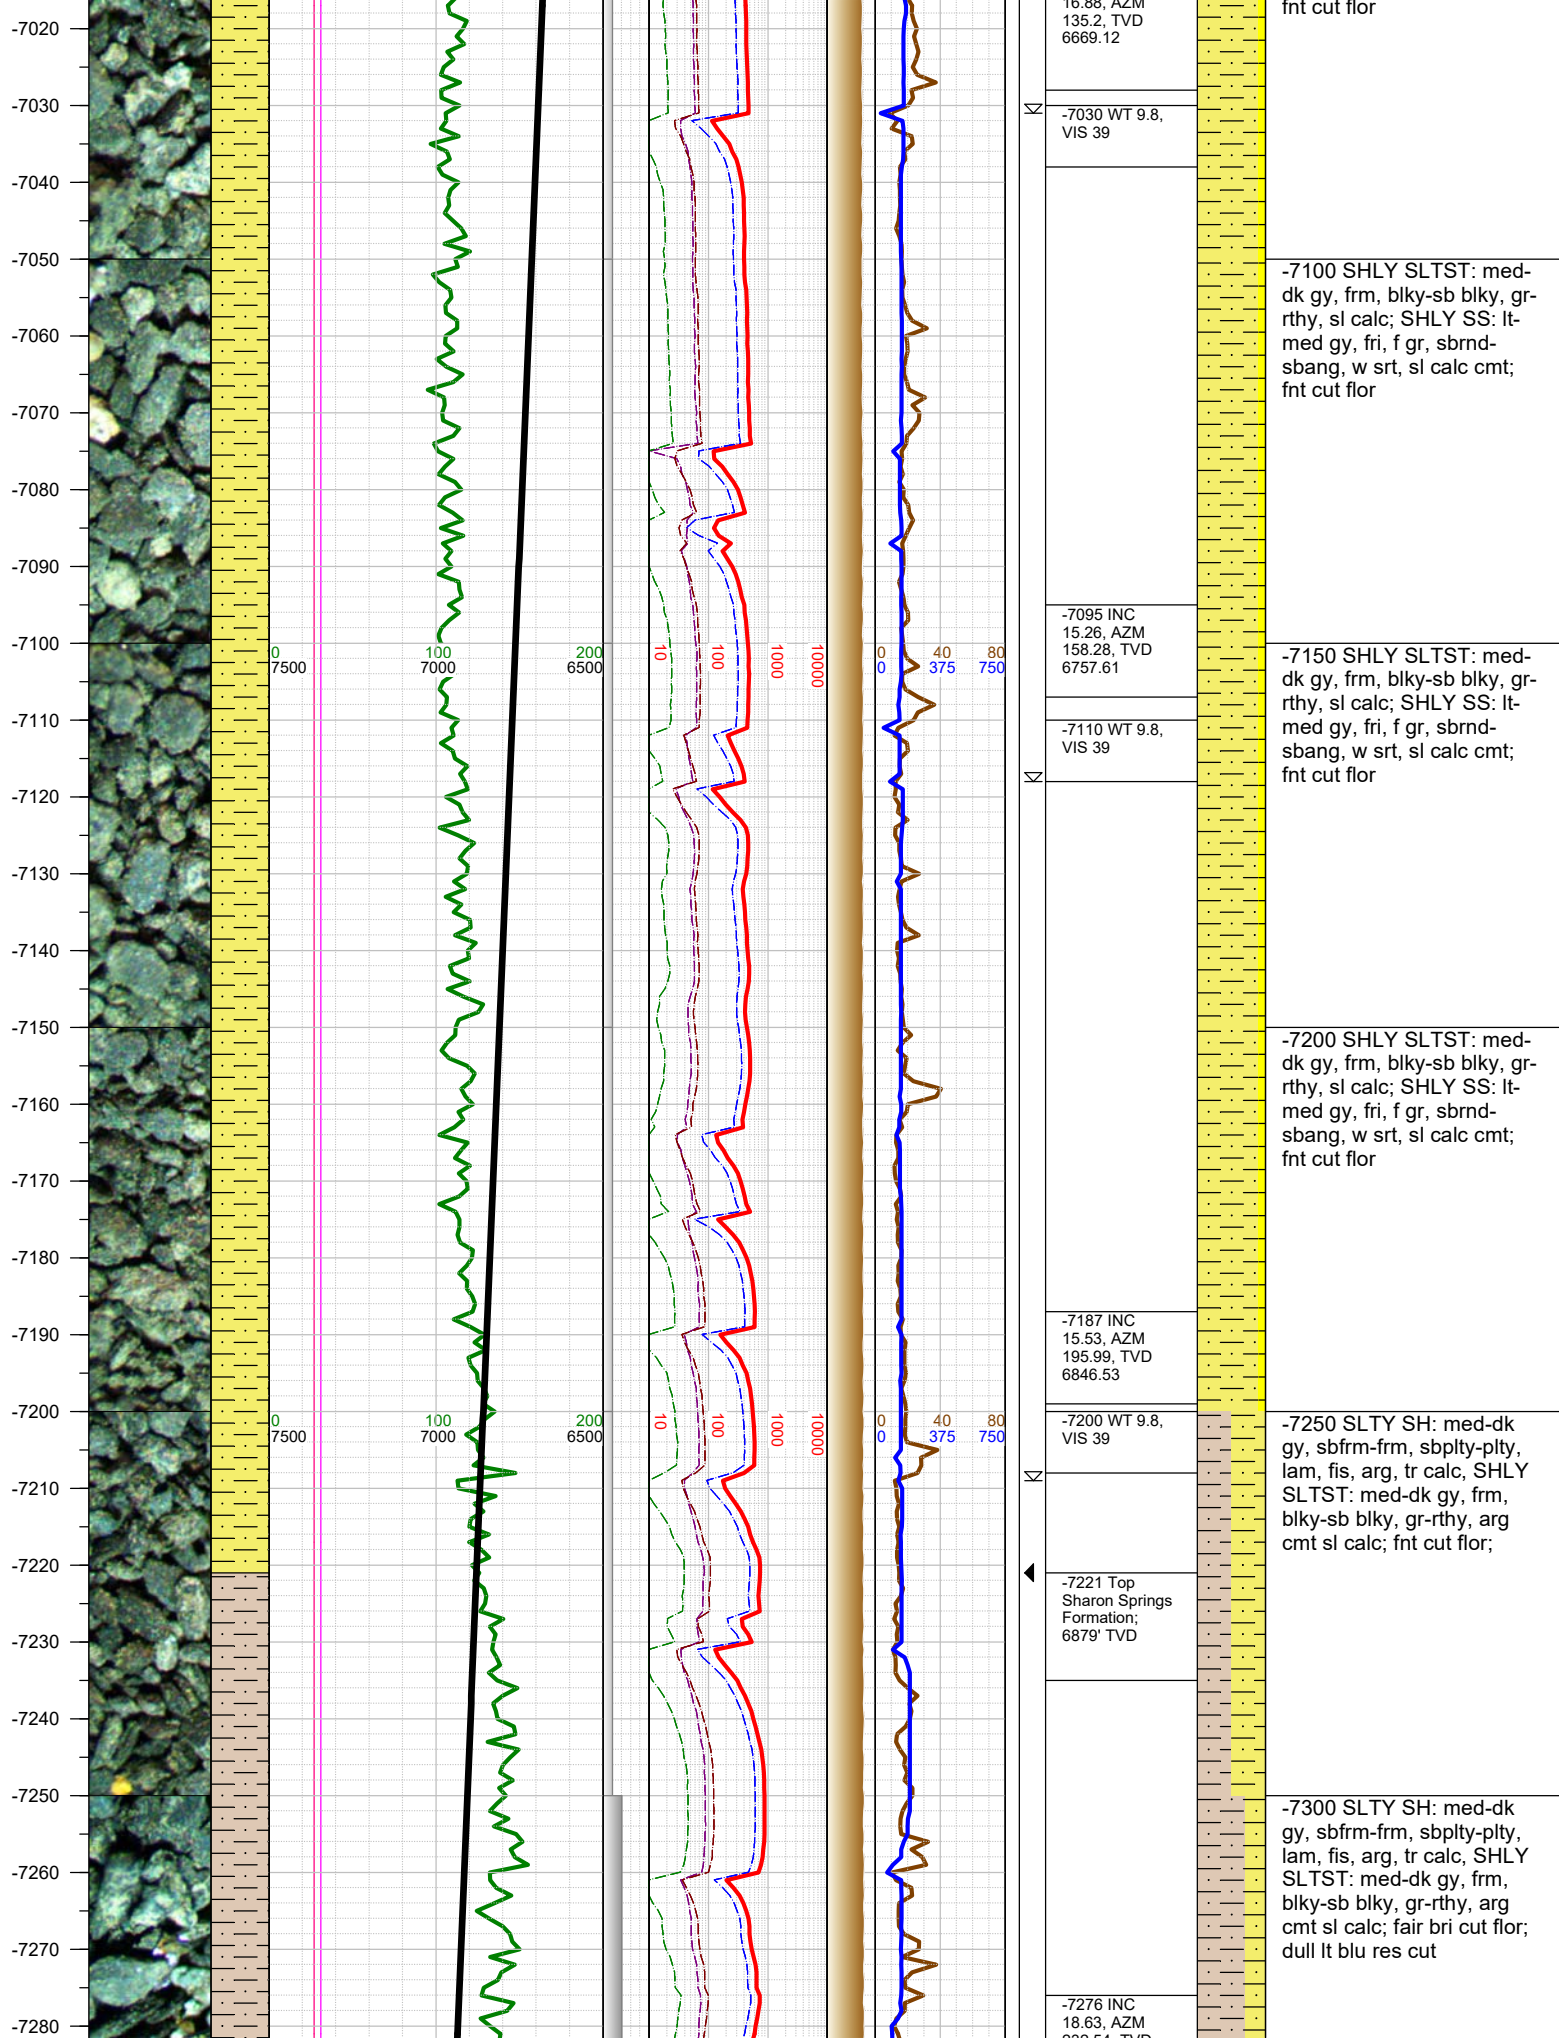 16.88, AZM
135.2, TVD
6669.12
fnt cut flor
-7020
-7030
-7030 WT 9.8,
VIS 39
-7040
-7050
-7100 SHLY SLTST: med-
dk gy, frm, blky-sb blky, gr-
rthy, sl calc; SHLY SS: lt-
med gy, fri, f gr, sbrnd-
sbang, w srt, sl calc cmt;
fnt cut flor
-7060
-7070
-7080
-7090
-7095 INC
15.26, AZM
158.28, TVD
6757.61
-7100
0 100 200
7500 7000 6500
10 100 1000 10000
0 40 80
0 375 750
-7150 SHLY SLTST: med-
dk gy, frm, blky-sb blky, gr-
rthy, sl calc; SHLY SS: lt-
med gy, fri, f gr, sbrnd-
sbang, w srt, sl calc cmt;
fnt cut flor
-7110
-7110 WT 9.8,
VIS 39
-7120
-7130
-7140
-7150
-7200 SHLY SLTST: med-
dk gy, frm, blky-sb blky, gr-
rthy, sl calc; SHLY SS: lt-
med gy, fri, f gr, sbrnd-
sbang, w srt, sl calc cmt;
fnt cut flor
-7160
-7170
-7180
-7187 INC
15.53, AZM
195.99, TVD
6846.53
-7190
-7200
0 100 200
7500 7000 6500
10 100 1000 10000
0 40 80
0 375 750
-7200 WT 9.8,
VIS 39
-7250 SLTY SH: med-dk
gy, sbfrm-frm, sbplty-plty,
lam, fis, arg, tr calc, SHLY
SLTST: med-dk gy, frm,
blky-sb blky, gr-rthy, arg
cmt sl calc; fnt cut flor;
-7210
-7220
-7221 Top
Sharon Springs
Formation;
6879' TVD
-7230
-7240
-7250
-7300 SLTY SH: med-dk
gy, sbfrm-frm, sbplty-plty,
lam, fis, arg, tr calc, SHLY
SLTST: med-dk gy, frm,
blky-sb blky, gr-rthy, arg
cmt sl calc; fair bri cut flor;
dull lt blu res cut
-7260
-7270
-7276 INC
18.63, AZM
-7280